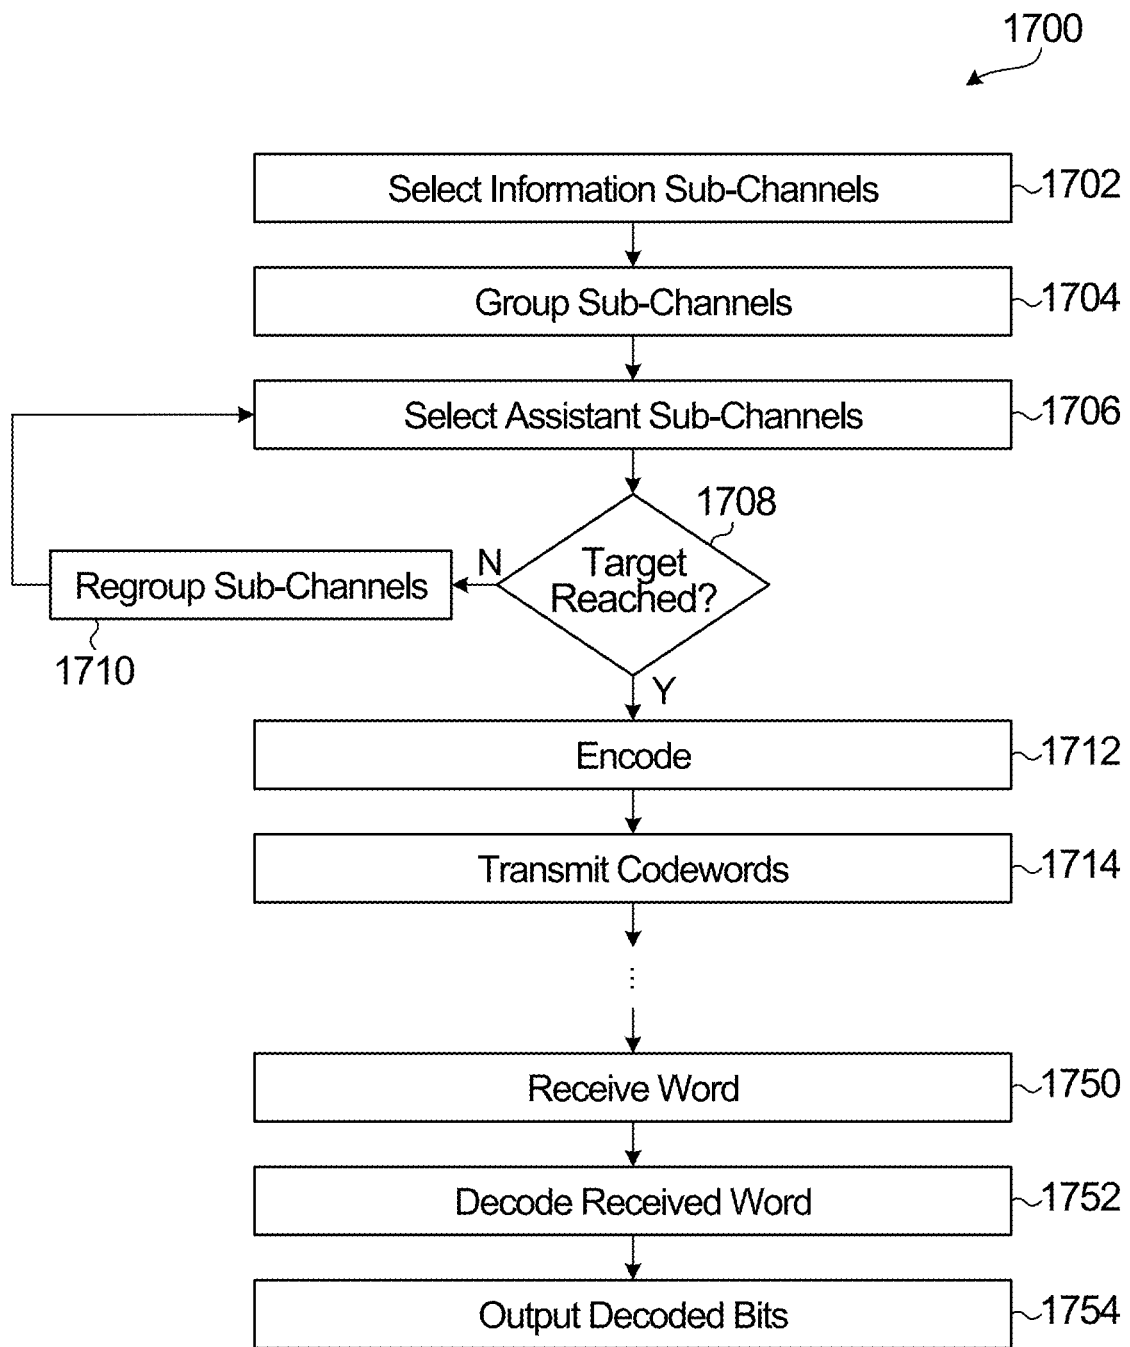 1700
Select Information Sub-Channels
1702
Group Sub-Channels
1704
Select Assistant Sub-Channels
1706
1708
Target
Reached?
N
Regroup Sub-Channels
1710
Y
Encode
1712
Transmit Codewords
1714
...
Receive Word
1750
Decode Received Word
1752
Output Decoded Bits
1754